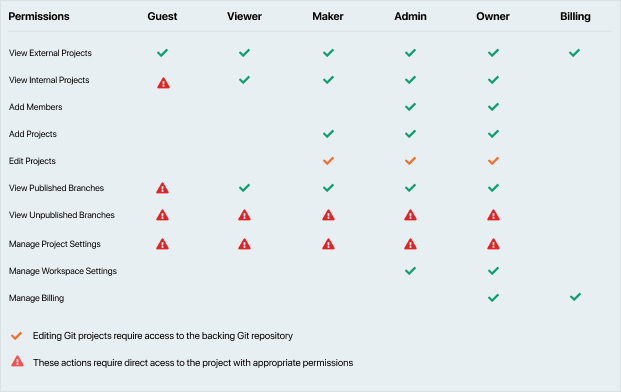 Permissions Guest Viewer Maker Admin Owner Billing
View External Projects
View Internal Projects
Add Members
Add Projects
Edit Projects
View Published Branches
View Unpublished Branches
Manage Project Settings
Manage Workspace Settings
Manage Billing
Editing Git projects require access to the backing Git repository
These actions require direct acess to the project with appropriate permissions